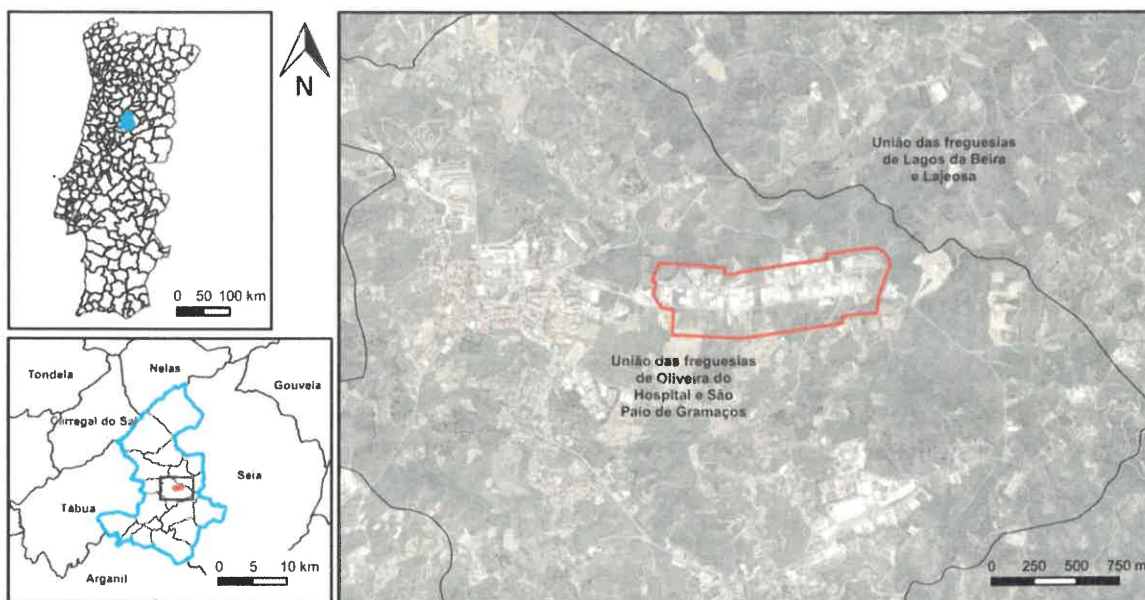 N
0 50 100 km
União das freguesias
de Lagos da Beira
e Lajeosa
União das freguesias
de Oliveira do
Hospital e São
Paio de Gramaços
0 250 500 750 m
Tondela
Nelas
Gouveia
Carregal do Sal
Seia
Tábua
Arganil
0 5 10 km